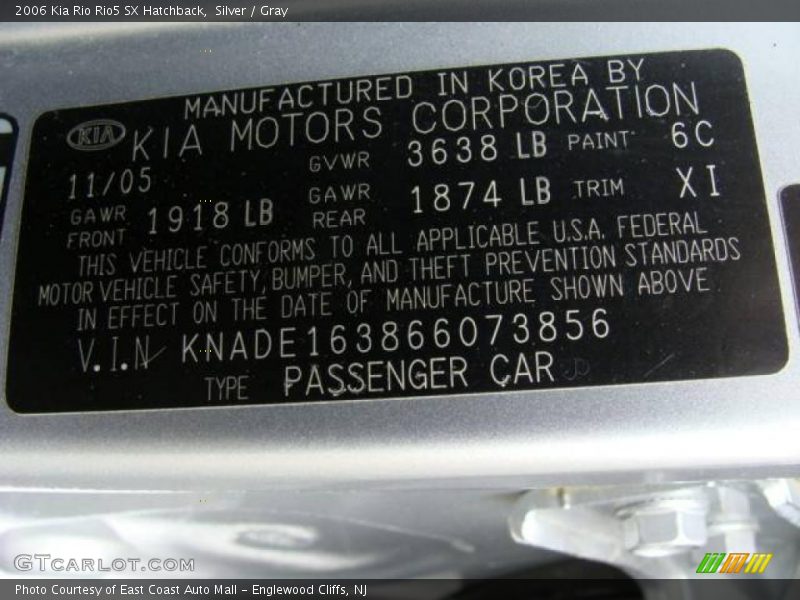 2006 Kia Rio Rio5 SX Hatchback, Silver / Gray
MANUFACTURED IN KOREA BY
KIA KIA MOTORS CORPORATION
11/05 GVWR 3638 LB PAINT 6C
GAWR FRONT 1918 LB GAWR REAR 1874 LB TRIM XI
THIS VEHICLE CONFORMS TO ALL APPLICABLE U.S.A. FEDERAL
MOTOR VEHICLE SAFETY, BUMPER, AND THEFT PREVENTION STANDARDS
IN EFFECT ON THE DATE OF MANUFACTURE SHOWN ABOVE
V.I.N KNADE163866073856
TYPE PASSENGER CAR
GTCarLot.com
Photo Courtesy of East Coast Auto Mall - Englewood Cliffs, NJ